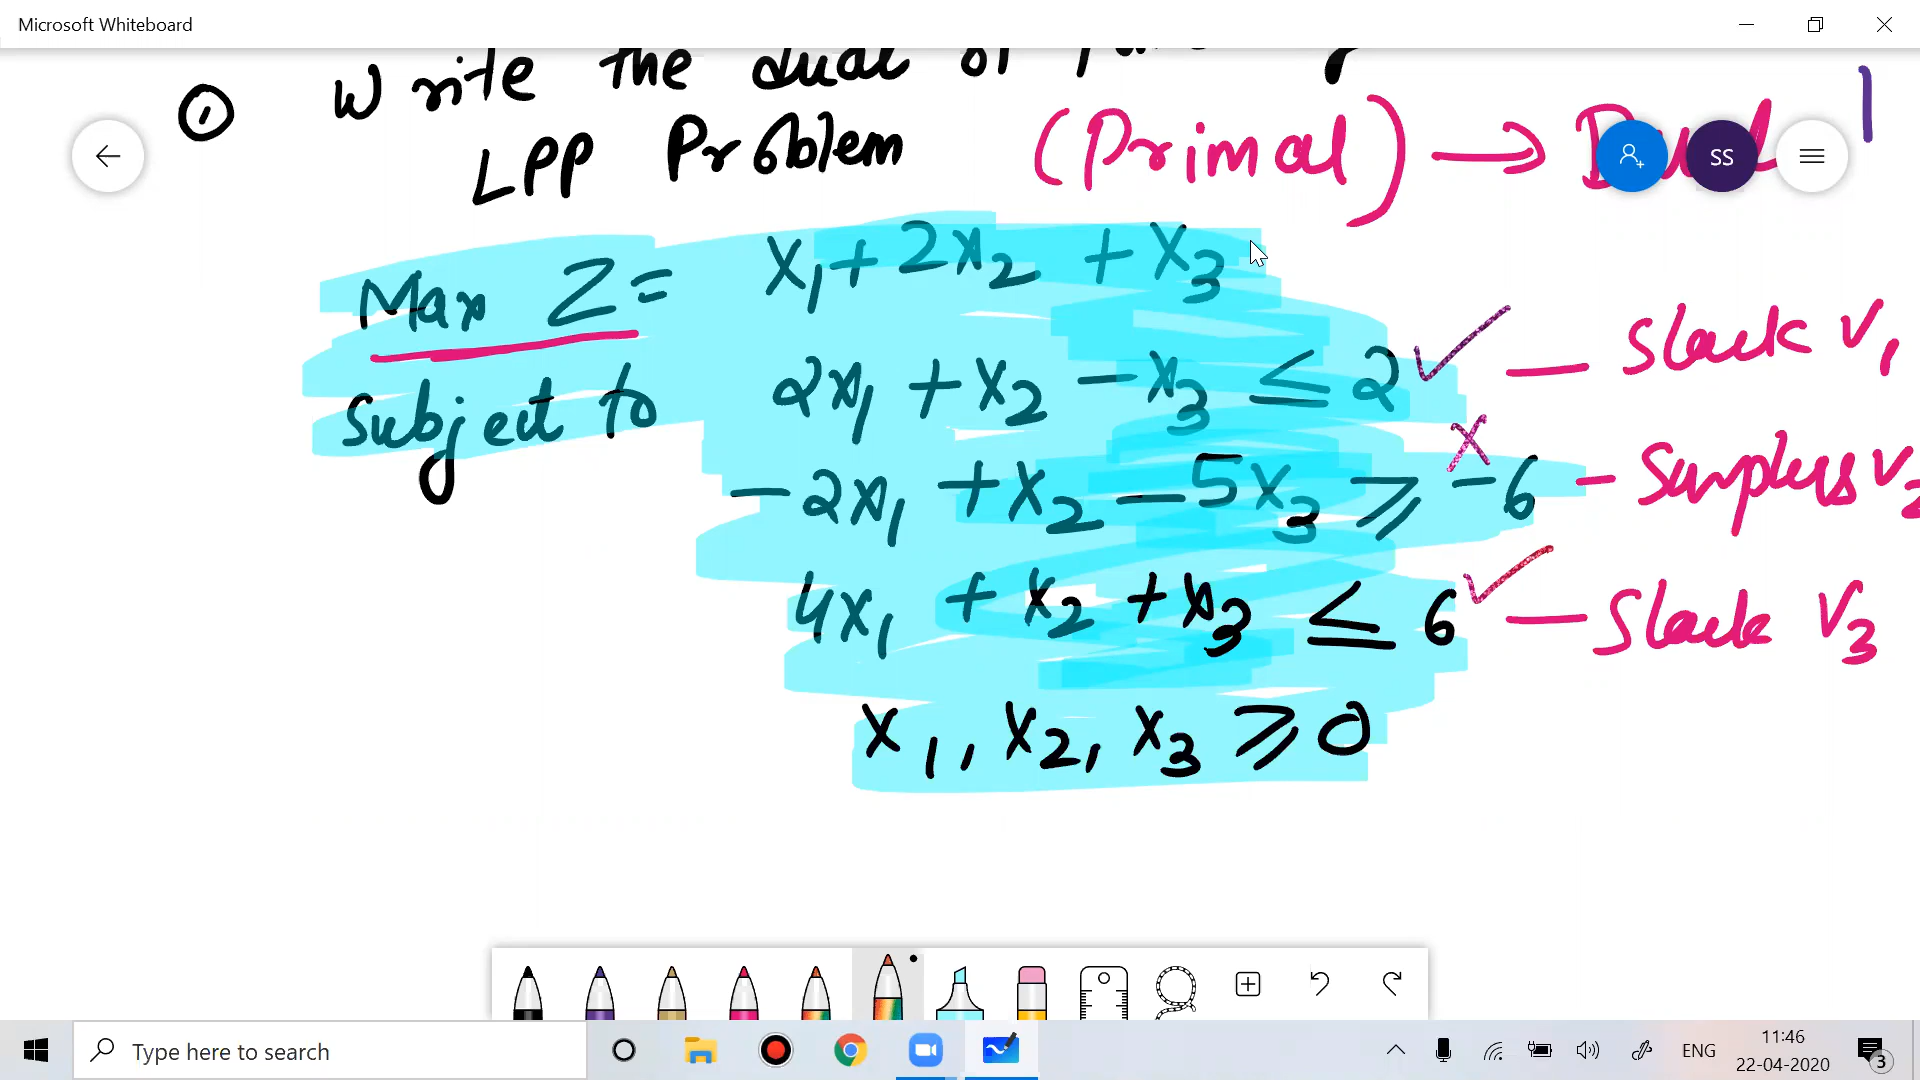 Microsoft Whiteboard
① Write the dual of
LPP Problem (Primal) → Dual
SS
Max Z = x₁ + 2x₂ + x₃
Subject to 2x₁ + x₂ - x₃ ≤ 2 ✓ — Slack V₁
-2x₁ + x₂ - 5x₃ ≥ -6 x - Surpluss V₂
4x₁ + x₂ + x₃ ≤ 6 ✓ — Slack V₃
x₁, x₂, x₃ ≥ 0
Type here to search
ENG
11:46
22-04-2020
3